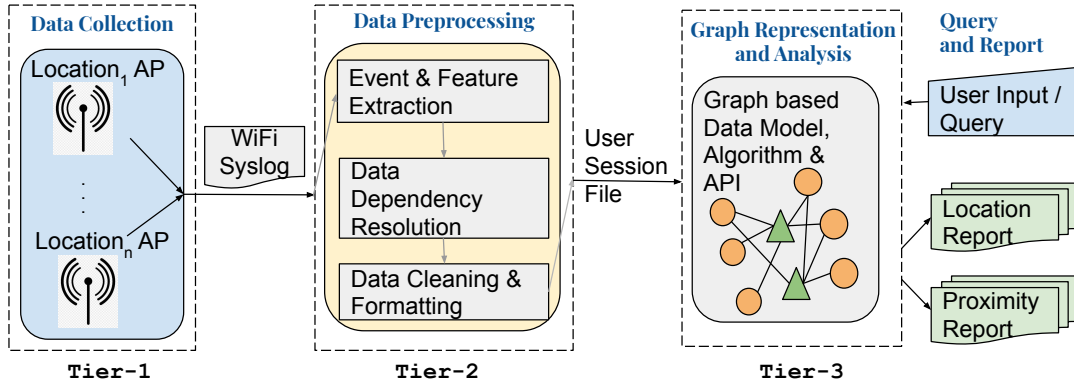 Data Collection
Location₁ AP
.
.
.
Locationₙ AP
Tier-1
WiFi
Syslog
Data Preprocessing
Event & Feature
Extraction
Data
Dependency
Resolution
Data Cleaning &
Formatting
Tier-2
User
Session
File
Graph Representation
and Analysis
Graph based
Data Model,
Algorithm &
API
Tier-3
Query
and Report
User Input /
Query
Location
Report
Proximity
Report